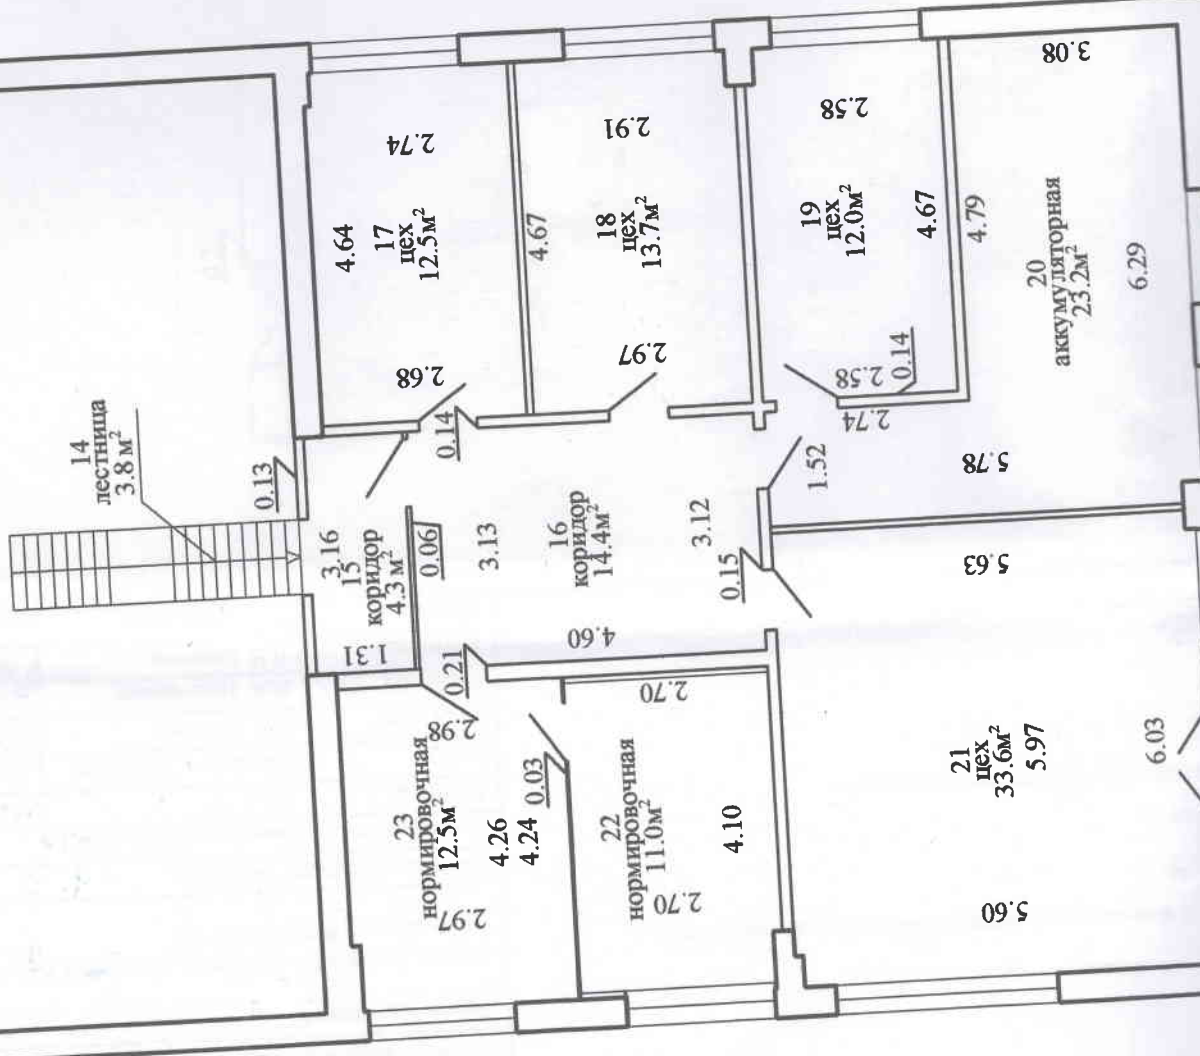 14
лестница
3.8 м²
0.13
3.16
15
коридор
4.3 м²
1.31
0.06
0.14
3.13
16
коридор
14.4м²
3.12
4.60
0.15
0.21
4.64
17
цех
12.5м²
2.74
2.68
4.67
18
цех
13.7м²
2.91
2.97
2.58
19
цех
12.0м²
4.67
2.58
0.14
2.74
1.52
3.08
4.79
20
аккумуляторная
23.2м²
6.29
5.78
5.63
21
цех
33.6м²
5.97
6.03
5.60
2.70
22
нормировочная
11.0м²
2.70
4.10
2.98
23
нормировочная
12.5м²
4.26
4.24
0.03
2.97